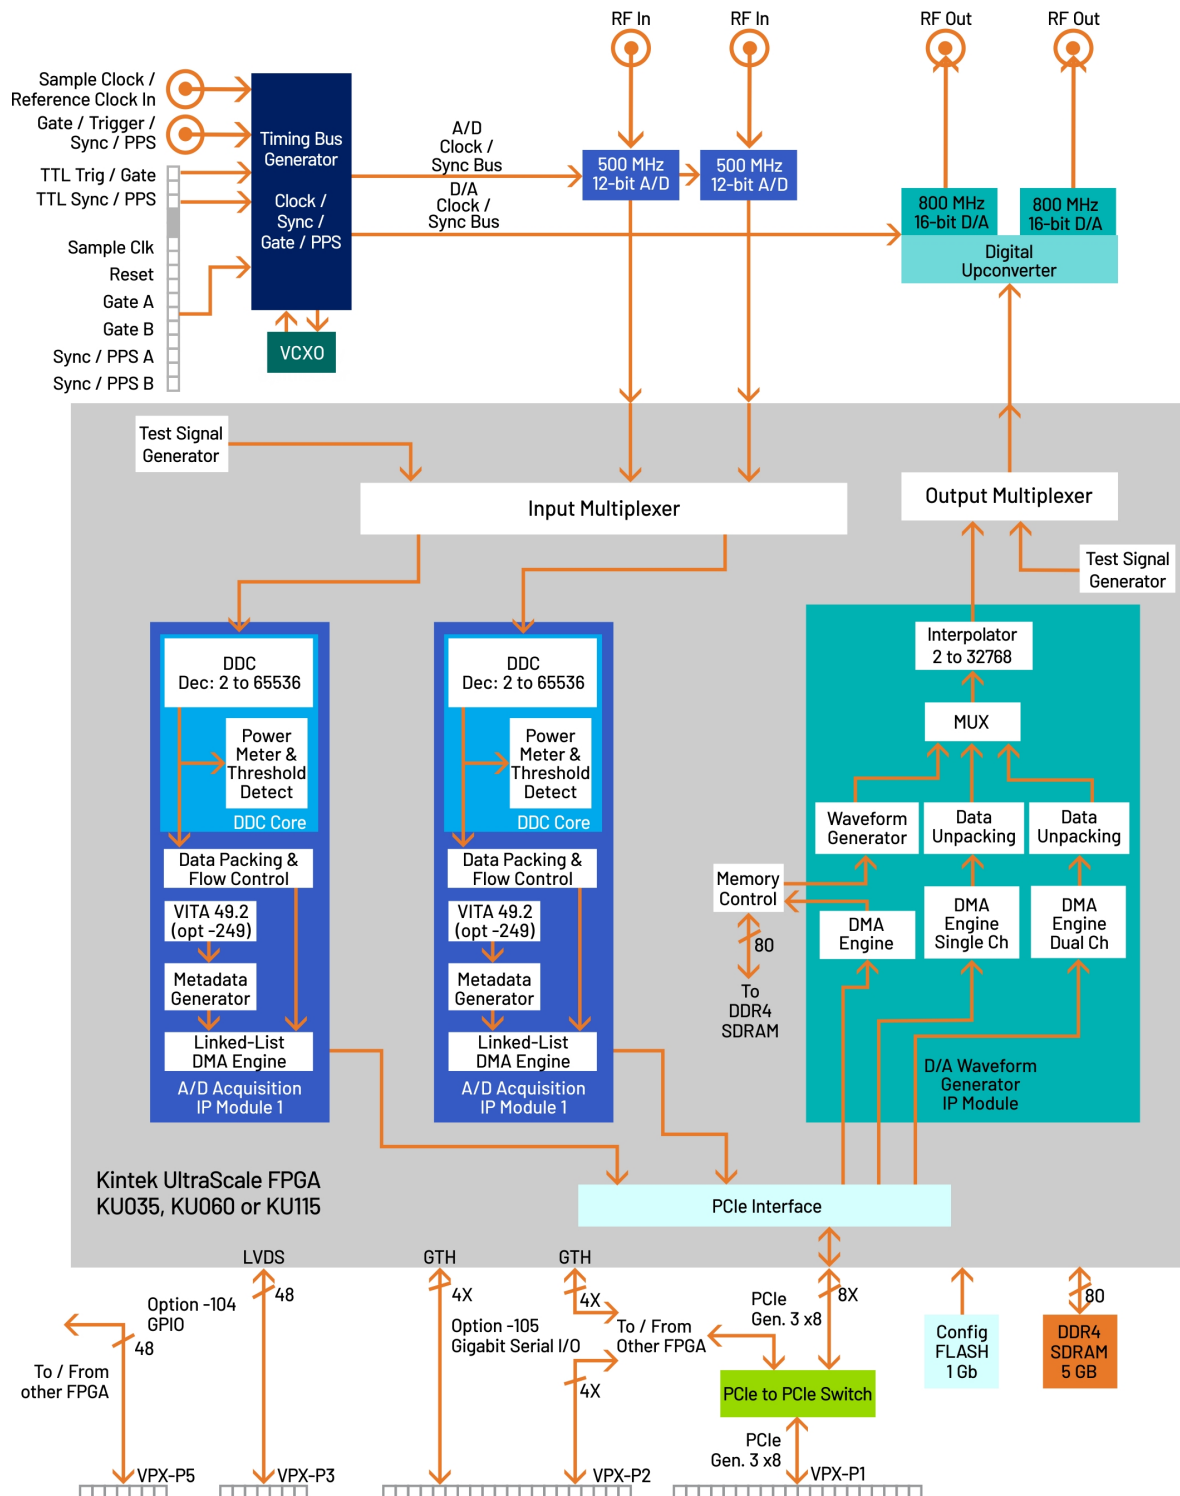 RF In
RF In
RF Out
RF Out
Sample Clock /
Reference Clock In
Gate / Trigger /
Sync / PPS
TTL Trig / Gate
TTL Sync / PPS
Sample Clk
Reset
Gate A
Gate B
Sync / PPS A
Sync / PPS B
Timing Bus
Generator
Clock /
Sync /
Gate / PPS
VCXO
A/D
Clock /
Sync Bus
D/A
Clock /
Sync Bus
500 MHz
12-bit A/D
500 MHz
12-bit A/D
800 MHz
16-bit D/A
800 MHz
16-bit D/A
Digital
Upconverter
Test Signal
Generator
Input Multiplexer
Output Multiplexer
Test Signal
Generator
DDC
Dec: 2 to 65536
Power
Meter &
Threshold
Detect
DDC Core
Data Packing &
Flow Control
VITA 49.2
(opt -249)
Metadata
Generator
Linked-List
DMA Engine
A/D Acquisition
IP Module 1
DDC
Dec: 2 to 65536
Power
Meter &
Threshold
Detect
DDC Core
Data Packing &
Flow Control
VITA 49.2
(opt -249)
Metadata
Generator
Linked-List
DMA Engine
A/D Acquisition
IP Module 1
Interpolator
2 to 32768
MUX
Waveform
Generator
Data
Unpacking
Data
Unpacking
Memory
Control
80
To
DDR4
SDRAM
DMA
Engine
DMA
Engine
Single Ch
DMA
Engine
Dual Ch
D/A Waveform
Generator
IP Module
Kintek UltraScale FPGA
KU035, KU060 or KU115
PCIe Interface
LVDS
GTH
GTH
Option -104
GPIO
48
48
To / From
other FPGA
4X
Option -105
Gigabit Serial I/O
4X
To / From
Other FPGA
4X
PCIe
Gen. 3 x8
8X
PCIe to PCIe Switch
PCIe
Gen. 3 x8
Config
FLASH
1 Gb
80
DDR4
SDRAM
5 GB
VPX-P5
VPX-P3
VPX-P2
VPX-P1